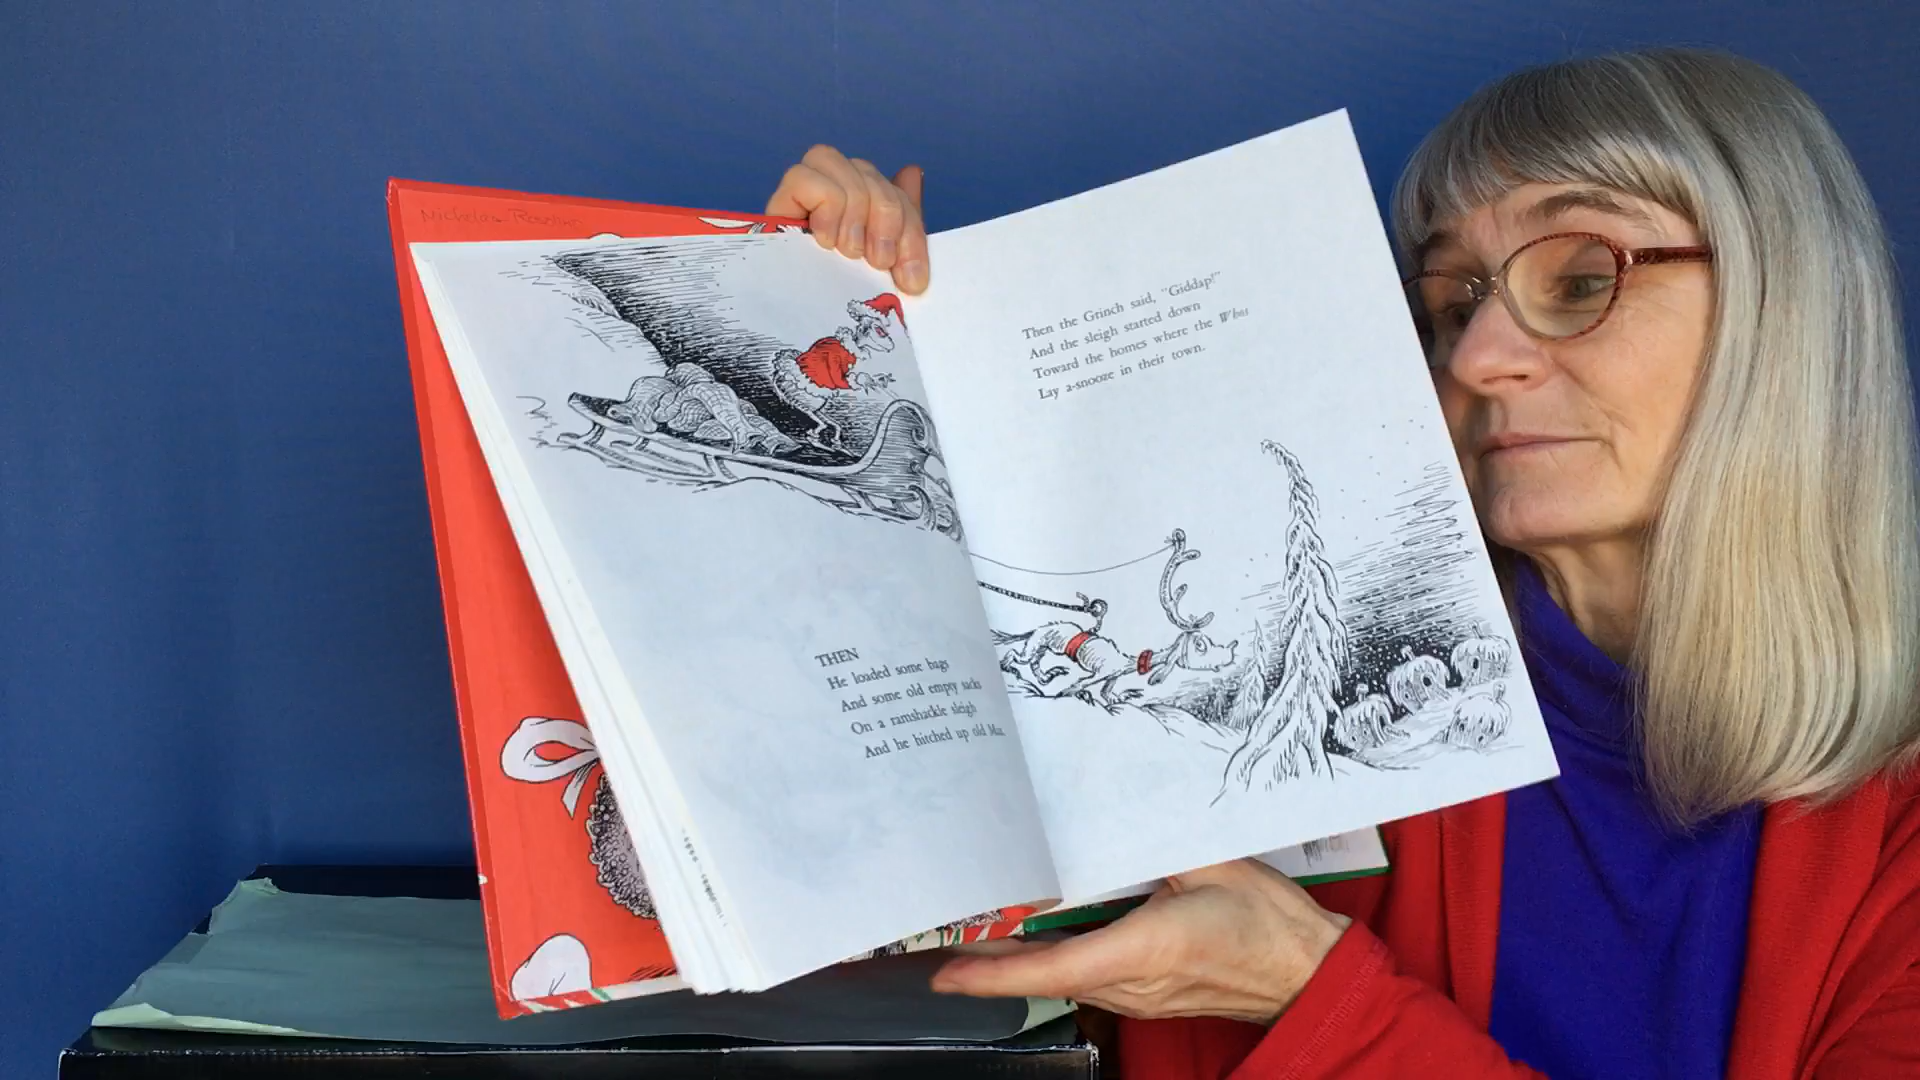 Nicholas
THEN
He loaded some bags
And some old empty sacks
On a ramshackle sleigh
And he hitched up old Max.
Then the Grinch said, "Giddap!"
And the sleigh started down
Toward the homes where the Whos
Lay a-snooze in their town.